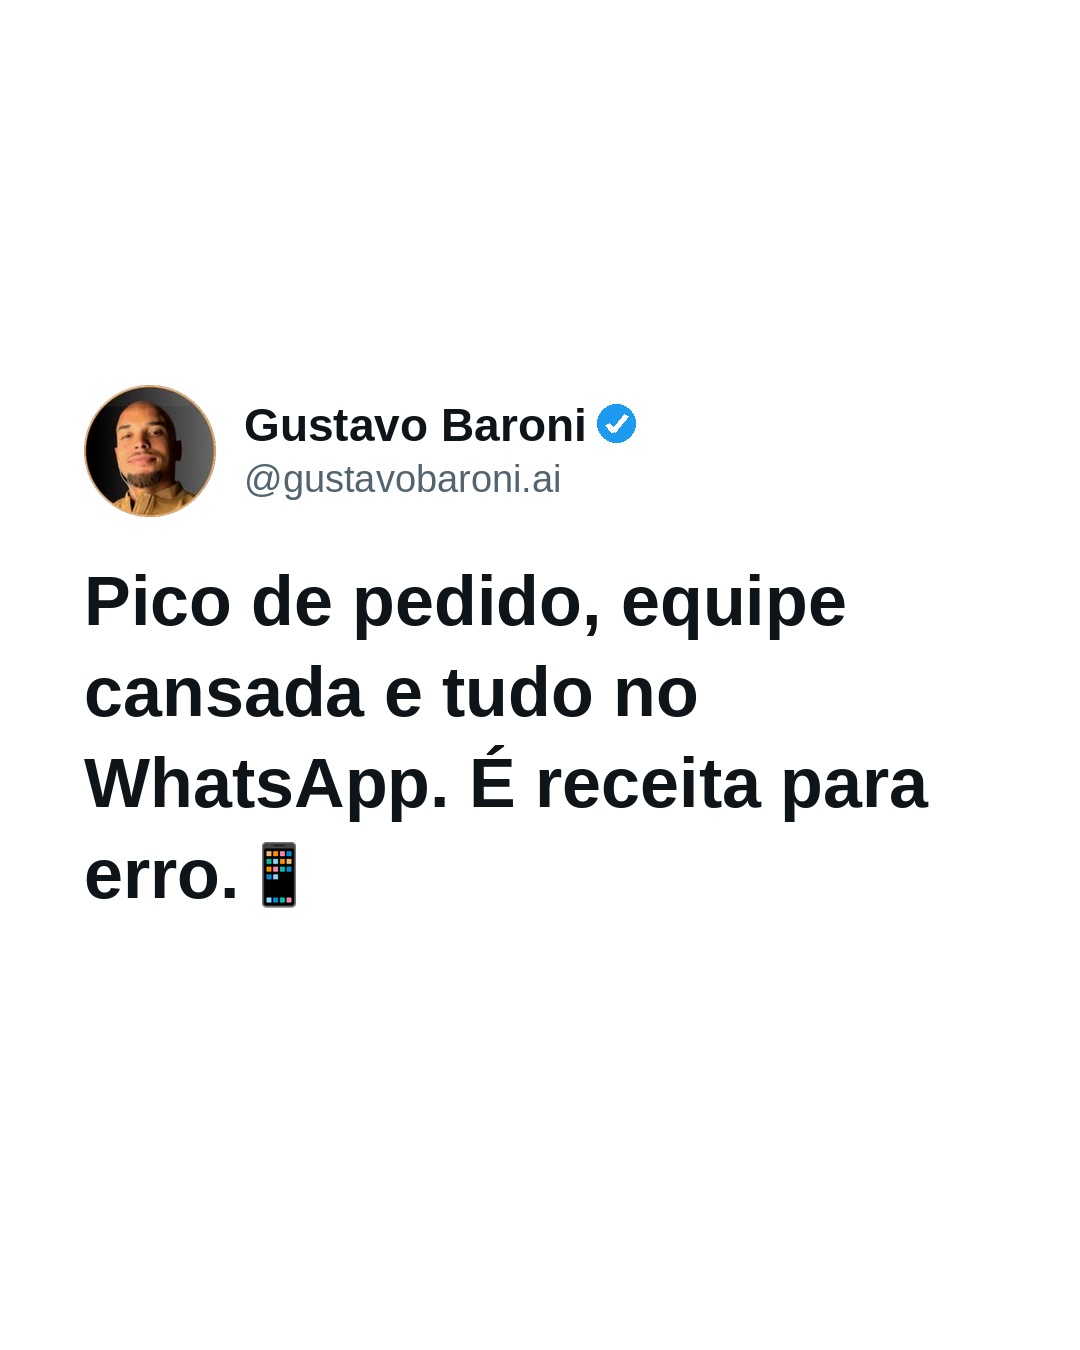 Gustavo Baroni
@gustavobaroni.ai
Pico de pedido, equipe
cansada e tudo no
WhatsApp. É receita para
erro. 📱